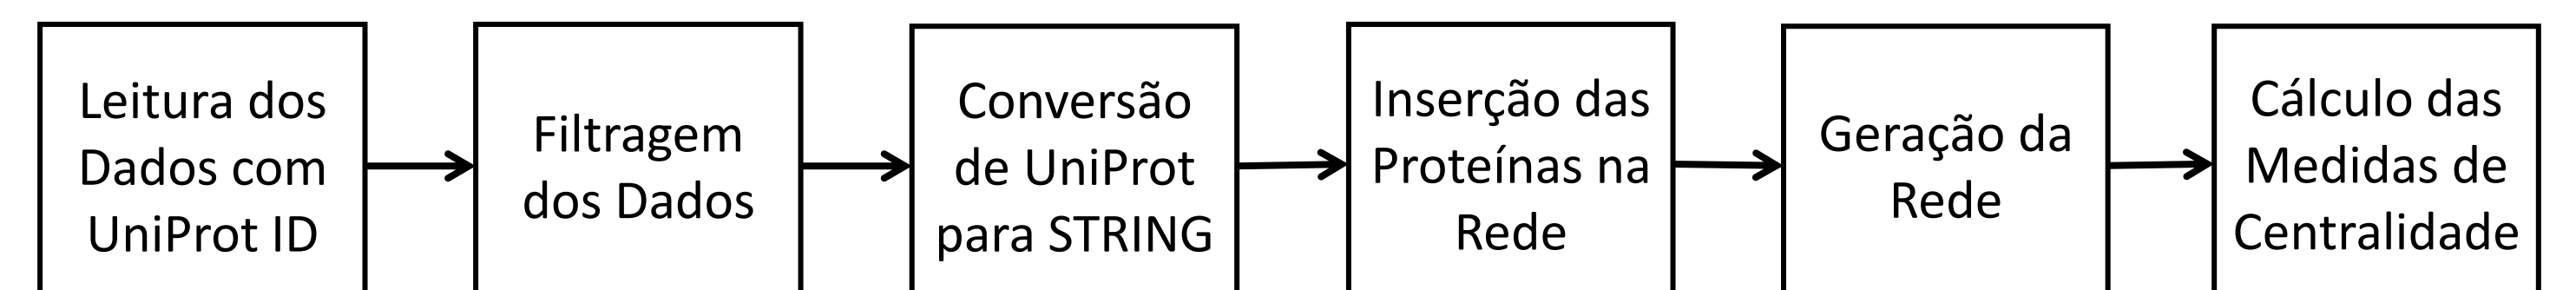 Leitura dos
Dados com
UniProt ID
Filtragem
dos Dados
Conversão
de UniProt
para STRING
Inserção das
Proteínas na
Rede
Geração da
Rede
Cálculo das
Medidas de
Centralidade